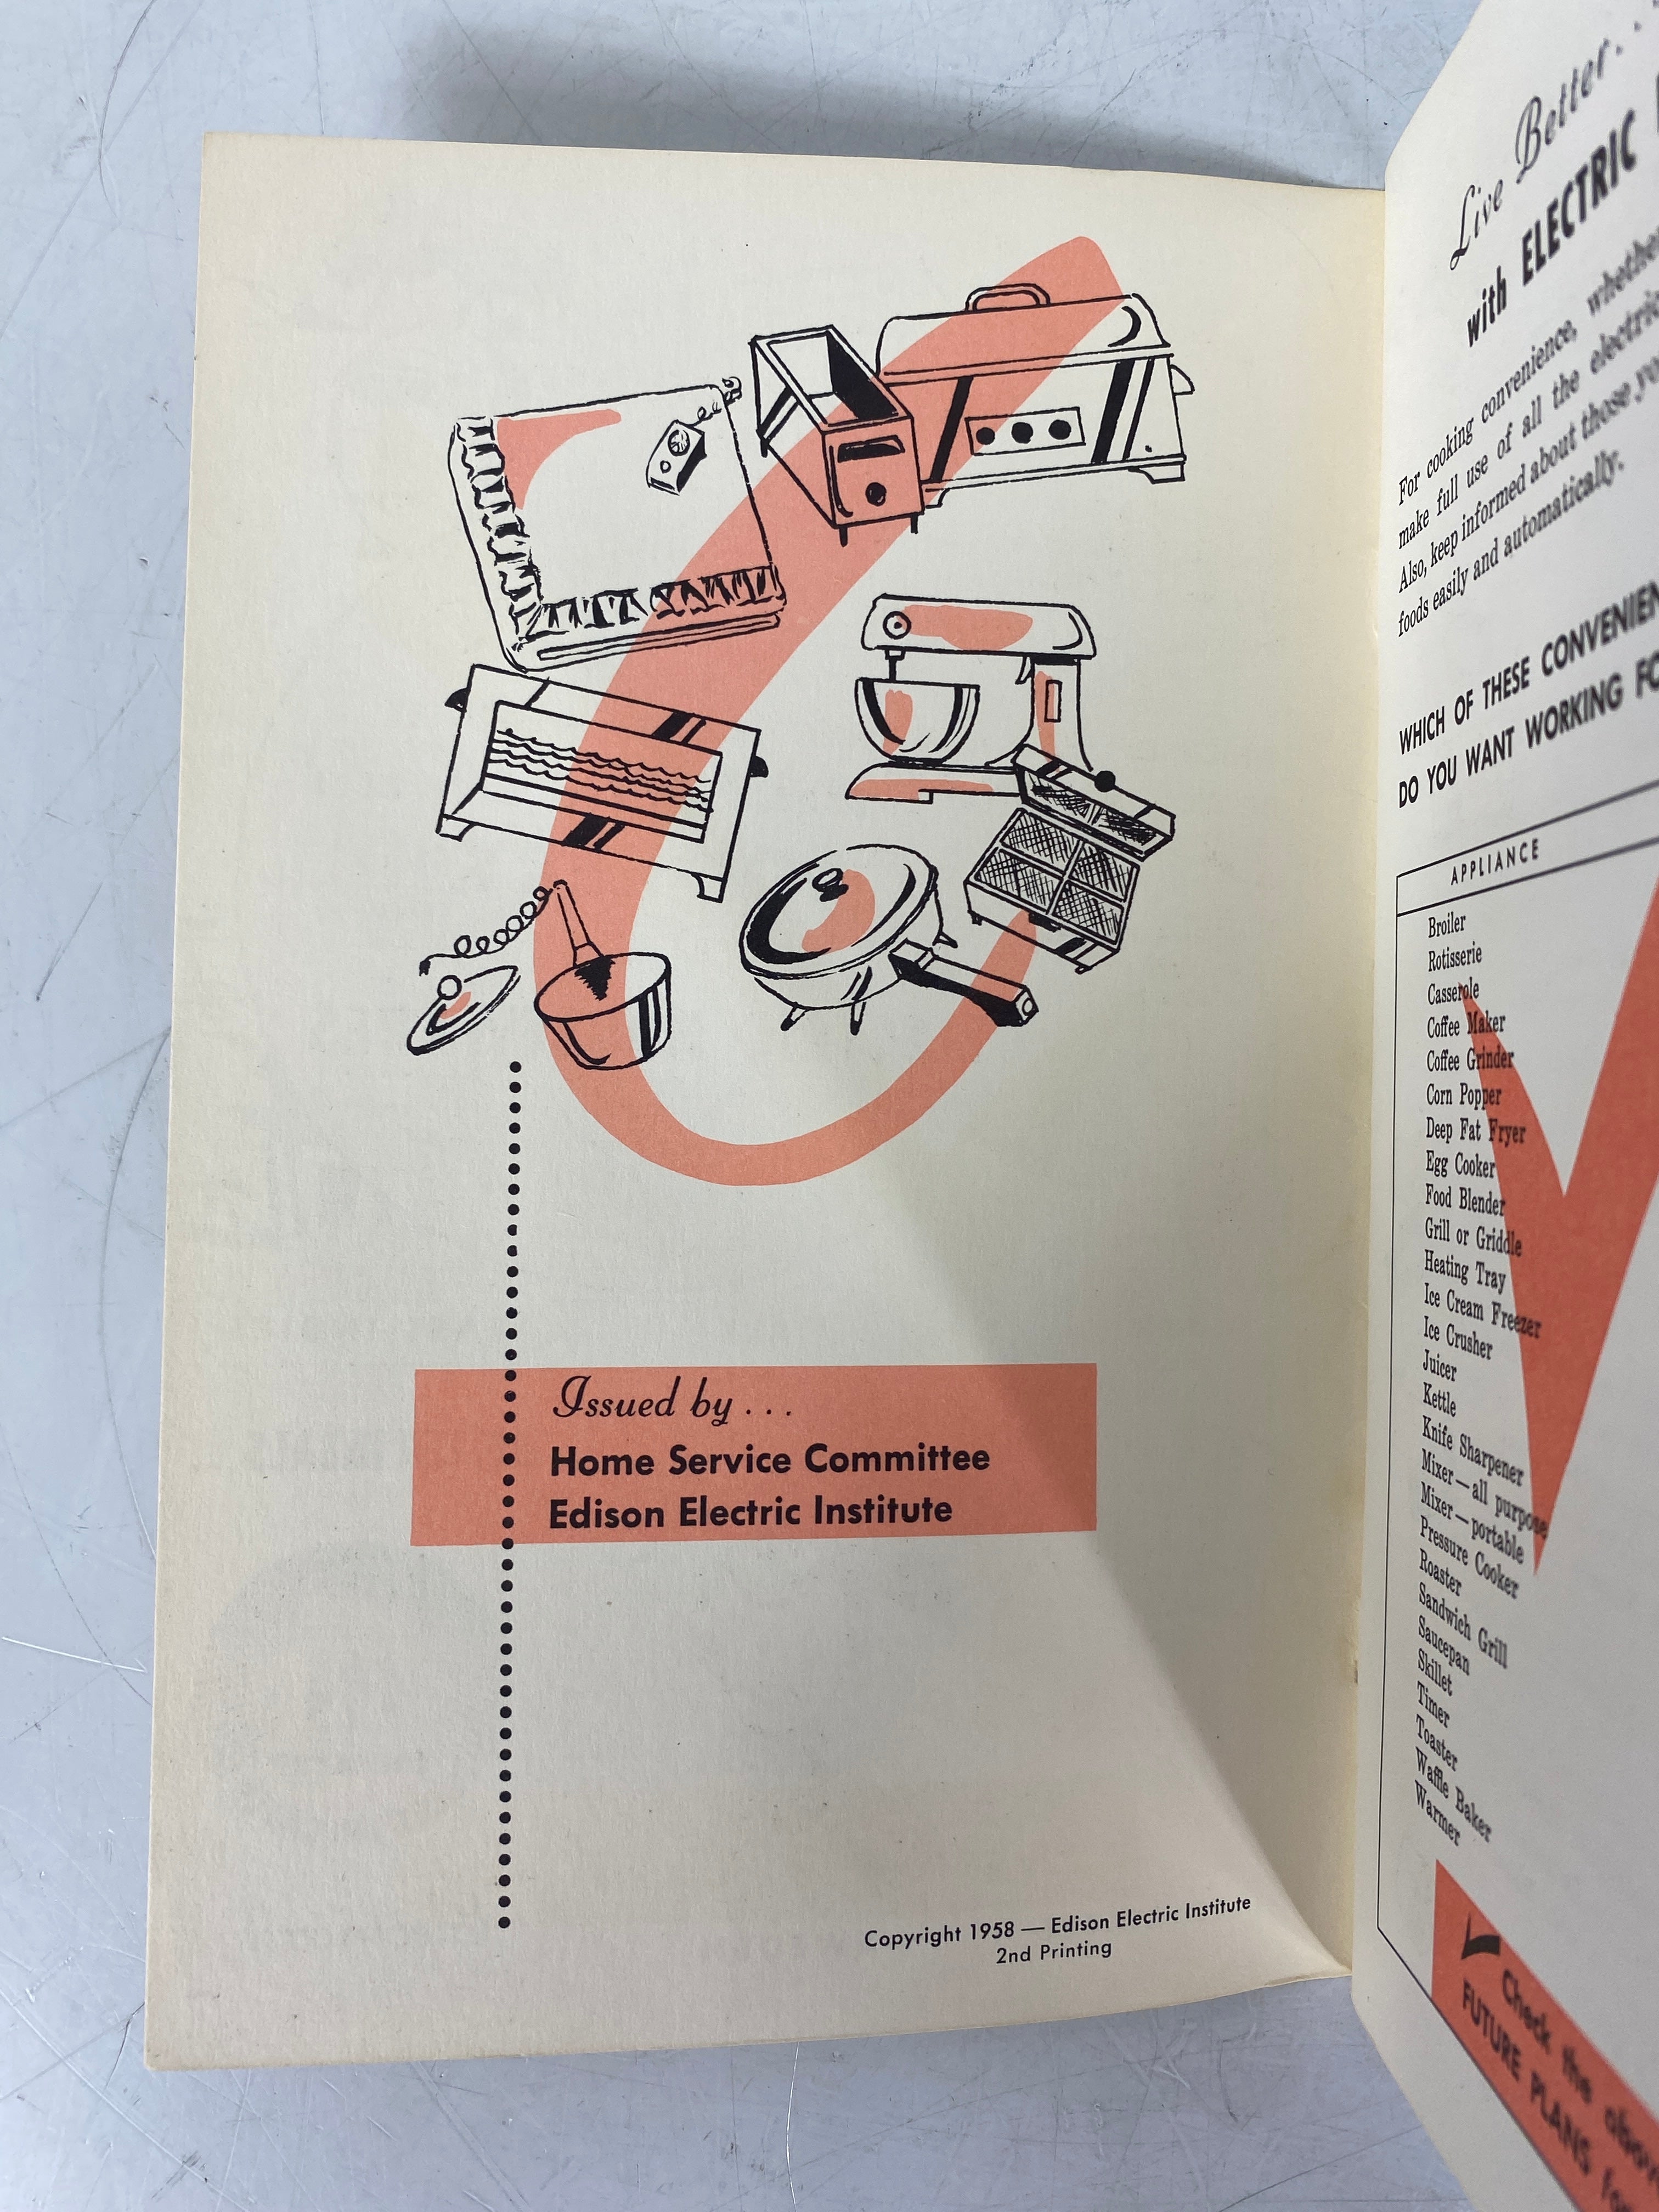 Issued by...
Home Service Committee
Edison Electric Institute
Copyright 1958 — Edison Electric Institute
2nd Printing
Live Better...
with ELECTRIC
For cooking convenience, whether
make full use of all the electric
Also, keep informed about those
foods easily and automatically.
WHICH OF THESE
DO YOU WANT WORKING
APPLIANCE
Broiler
Rotisserie
Casserole
Coffee Maker
Coffee Grinder
Corn Popper
Deep Fat Fryer
Egg Cooker
Food Blender
Grill or Griddle
Heating Tray
Ice Cream Freezer
Ice Crusher
Juicer
Kettle
Knife Sharpener
Mixer—all purpose
Mixer—portable
Pressure Cooker
Roaster
Sandwich Grill
Saucepan
Skillet
Timer
Toaster
Waffle Baker
Warmer
Check the
FUTURE PLANS